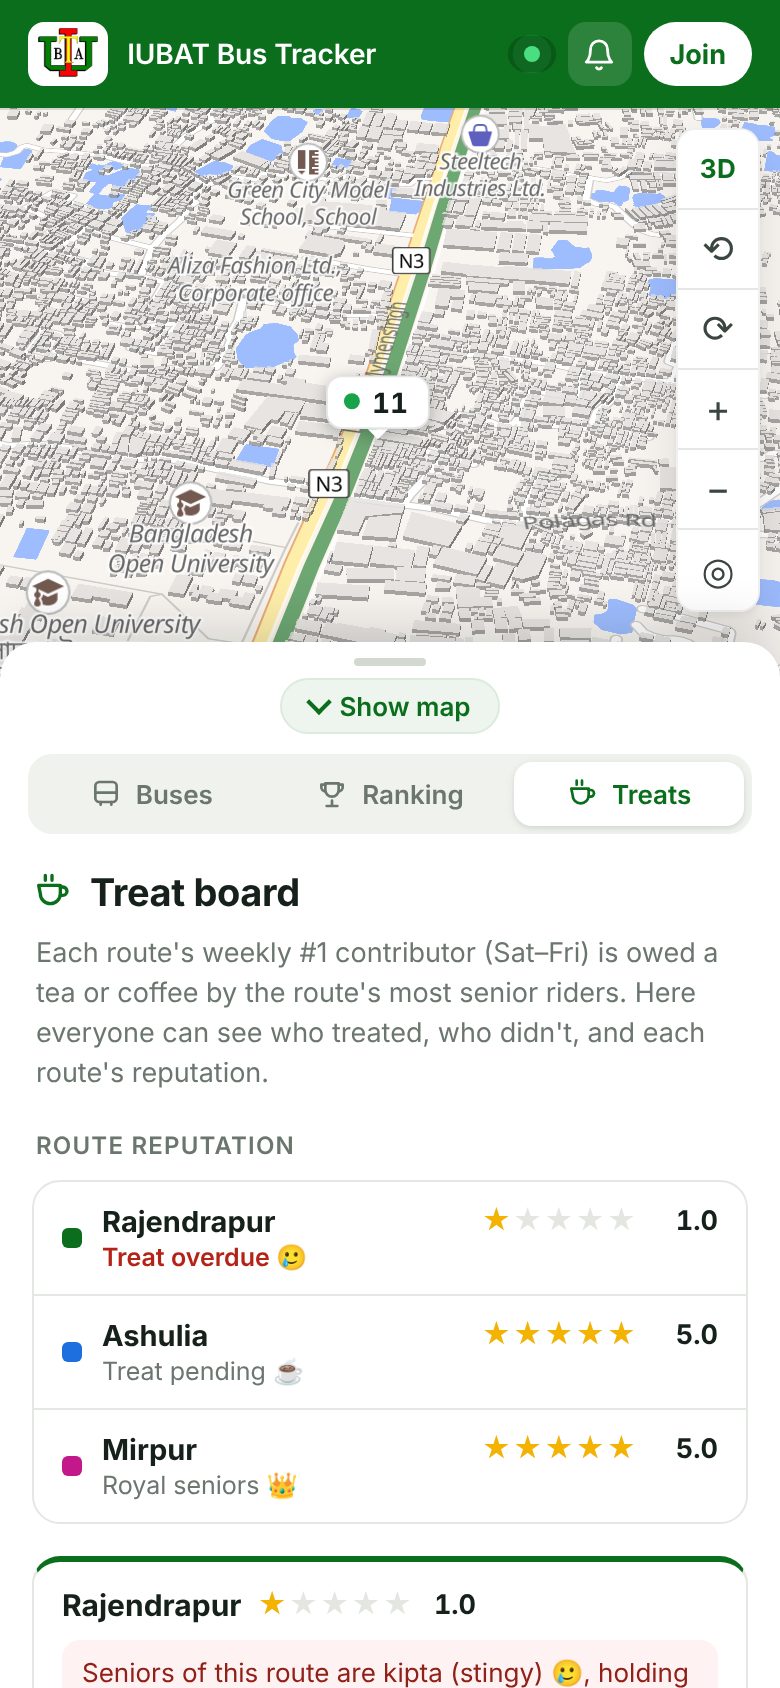 IUBAT Bus Tracker
Join
Steeltech
Industries Ltd.
Green City Model
School, School
3D
Aliza Fashion Ltd.
Corporate office
N3
11
N3
Bangladesh
Open University
Polagas Rd
sh Open University
Show map
Buses
Ranking
Treats
Treat board
Each route's weekly #1 contributor (Sat–Fri) is owed a
tea or coffee by the route's most senior riders. Here
everyone can see who treated, who didn't, and each
route's reputation.
ROUTE REPUTATION
Rajendrapur 1.0
Treat overdue 🥲
Ashulia 5.0
Treat pending ☕
Mirpur 5.0
Royal seniors 👑
Rajendrapur 1.0
Seniors of this route are kipta (stingy) 🥲, holding